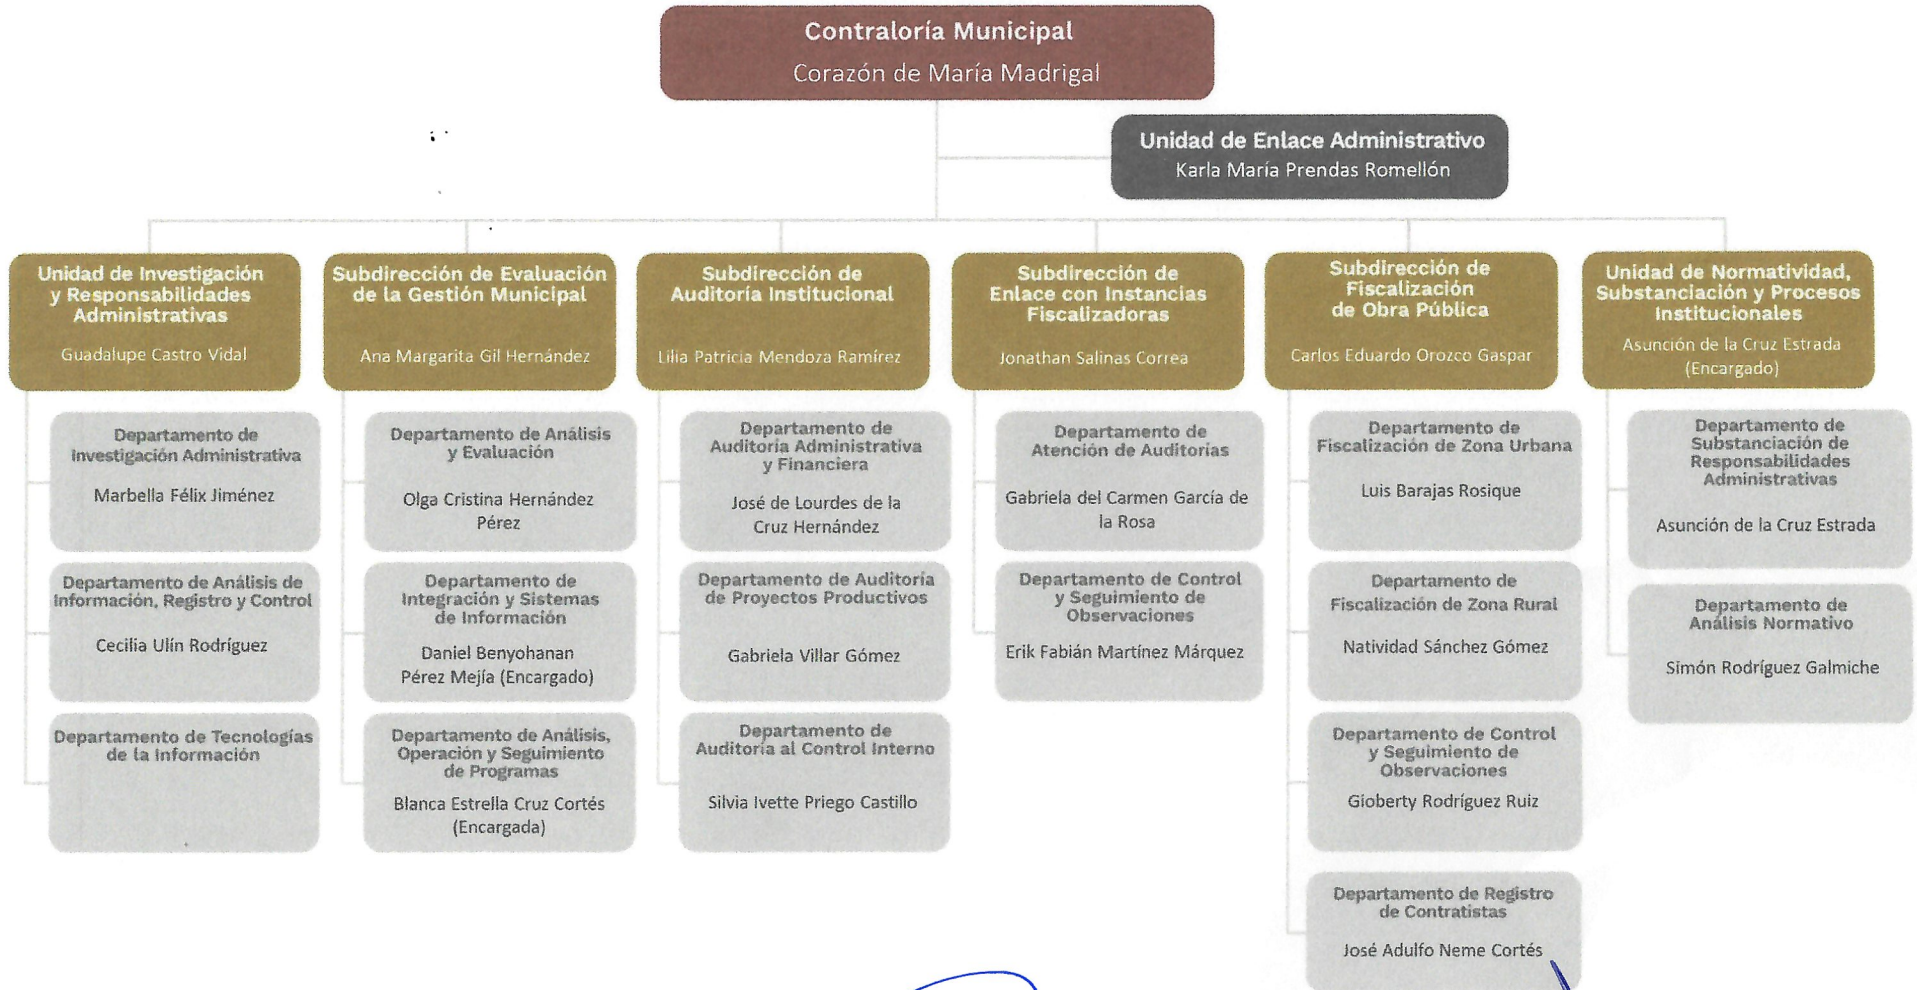 Contraloría Municipal
Corazón de María Madrigal
Unidad de Enlace Administrativo
Karla María Prendas Romellón
Unidad de Investigación
y Responsabilidades
Administrativas
Guadalupe Castro Vidal
Departamento de
Investigación Administrativa
Marbella Félix Jiménez
Departamento de Análisis de
Información, Registro y Control
Cecilia Ulín Rodríguez
Departamento de Tecnologías
de la Información
Subdirección de Evaluación
de la Gestión Municipal
Ana Margarita Gil Hernández
Departamento de Análisis
y Evaluación
Olga Cristina Hernández
Pérez
Departamento de
Integración y Sistemas
de Información
Daniel Benyohanan
Pérez Mejía (Encargado)
Departamento de Análisis,
Operación y Seguimiento
de Programas
Blanca Estrella Cruz Cortés
(Encargada)
Subdirección de
Auditoría Institucional
Lilia Patricia Mendoza Ramírez
Departamento de
Auditoría Administrativa
y Financiera
José de Lourdes de la
Cruz Hernández
Departamento de Auditoría
de Proyectos Productivos
Gabriela Villar Gómez
Departamento de
Auditoría al Control Interno
Silvia Ivette Priego Castillo
Subdirección de
Enlace con Instancias
Fiscalizadoras
Jonathan Salinas Correa
Departamento de
Atención de Auditorías
Gabriela del Carmen García de
la Rosa
Departamento de Control
y Seguimiento de
Observaciones
Erik Fabián Martínez Márquez
Subdirección de
Fiscalización
de Obra Pública
Carlos Eduardo Orozco Gaspar
Departamento de
Fiscalización de Zona Urbana
Luis Barajas Rosique
Departamento de
Fiscalización de Zona Rural
Natividad Sánchez Gómez
Departamento de Control
y Seguimiento de
Observaciones
Gioberty Rodríguez Ruiz
Departamento de Registro
de Contratistas
José Adulfo Neme Cortés
Unidad de Normatividad,
Substanciación y Procesos
Institucionales
Asunción de la Cruz Estrada
(Encargado)
Departamento de
Substanciación de
Responsabilidades
Administrativas
Asunción de la Cruz Estrada
Departamento de
Análisis Normativo
Simón Rodríguez Galmiche